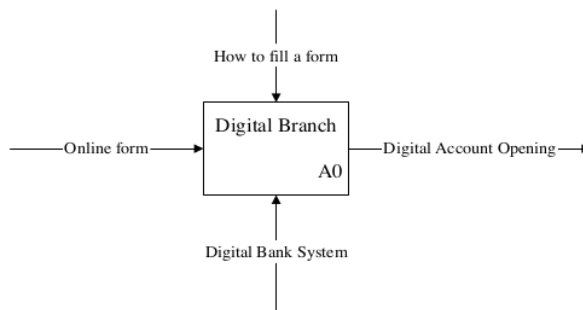 How to fill a form
Digital Branch
Online form
Digital Account Opening
A0
Digital Bank System